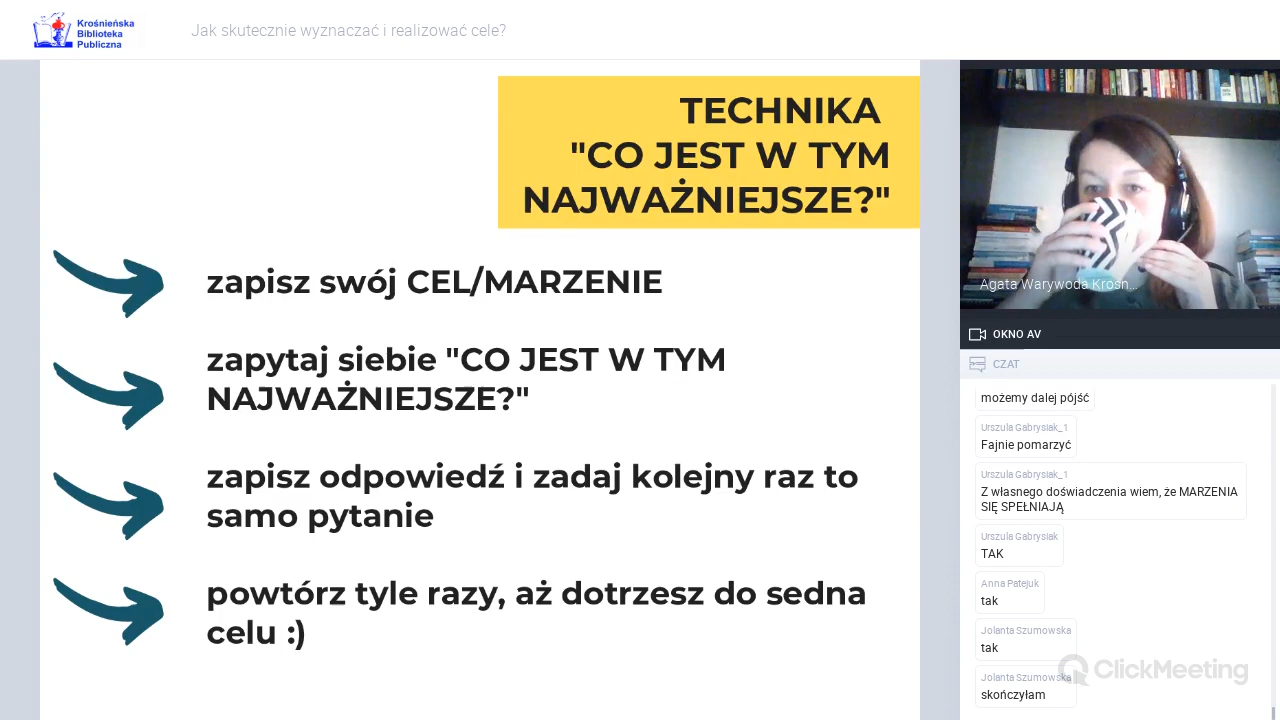 Krośnieńska
Biblioteka
Publiczna
Jak skutecznie wyznaczać i realizować cele?
TECHNIKA
"CO JEST W TYM
NAJWAŻNIEJSZE?"
zapisz swój CEL/MARZENIE
zapytaj siebie "CO JEST W TYM
NAJWAŻNIEJSZE?"
zapisz odpowiedź i zadaj kolejny raz to
samo pytanie
powtórz tyle razy, aż dotrzesz do sedna
celu :)
Agata Warywoda Krośn...
OKNO AV
CZAT
możemy dalej pójść
Urszula Gabrysiak_1
Fajnie pomarzyć
Urszula Gabrysiak_1
Z własnego doświadczenia wiem, że MARZENIA
SIĘ SPEŁNIAJĄ
Urszula Gabrysiak
TAK
Anna Patejuk
tak
Jolanta Szumowska
tak
Jolanta Szumowska
skończyłam
ClickMeeting